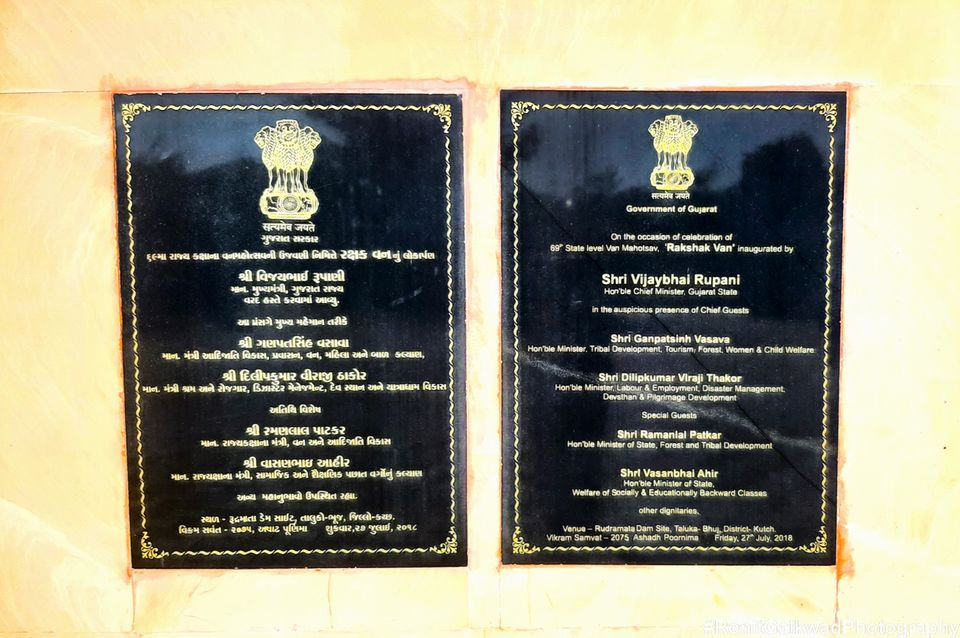 सत्यमेव जयते
ગુજરાત સરકાર
૬૯મા રાજ્ય કક્ષાના વનમહોત્સવની ઉજવણી નિમિતે રક્ષક વન નું લોકાર્પણ
શ્રી વિજયભાઈ રૂપાણી
માન. મુખ્યમંત્રી, ગુજરાત રાજ્ય
વરદ્ હસ્તે કરવામાં આવ્યુ.
આ પ્રસંગે મુખ્ય મહેમાન તરીકે
શ્રી ગણપતસિંહ વસાવા
માન. મંત્રી આદિજાતિ વિકાસ, પ્રવાસન, વન, મહિલા અને બાળ કલ્યાણ,
શ્રી દિલીપકુમાર વીરાજી ઠાકોર
માન. મંત્રી શ્રમ અને રોજગાર, ડિઝાસ્ટર મેનેજમેન્ટ, દેવ સ્થાન અને યાત્રાધામ વિકાસ
અતિથિ વિશેષ
શ્રી રમણલાલ પાટકર
માન. રાજ્યકક્ષાના મંત્રી, વન અને આદિજાતિ વિકાસ
શ્રી વાસણભાઇ આહીર
માન. રાજ્યકક્ષાના મંત્રી, સામાજિક અને શૈક્ષણિક પછાત વર્ગોનું કલ્યાણ
અન્ય મહાનુભાવો ઉપસ્થિત રહ્યા.
સ્થળ - રૂદ્રમાતા ડેમ સાઈટ, તાલુકો-ભૂજ, જિલ્લો-કચ્છ.
વિક્રમ સવંત - ૨૦૭૫, અષાઢ પૂર્ણિમા શુક્રવાર,૨૭ જુલાઈ, ૨૦૧૮
सत्यमेव जयते
Government of Gujarat
On the occasion of celebration of
69th State level Van Mahotsav, 'Rakshak Van' inaugurated by
Shri Vijaybhai Rupani
Hon'ble Chief Minister, Gujarat State
in the auspicious presence of Chief Guests
Shri Ganpatsinh Vasava
Hon'ble Minister, Tribal Development, Tourism, Forest, Women & Child Welfare
Shri Dilipkumar Viraji Thakor
Hon'ble Minister, Labour & Employment, Disaster Management,
Devsthan & Pilgrimage Development
Special Guests
Shri Ramanlal Patkar
Hon'ble Minister of State, Forest and Tribal Development
Shri Vasanbhai Ahir
Hon'ble Minister of State,
Welfare of Socially & Educationally Backward Classes
other dignitaries.
Venue – Rudramata Dam Site, Taluka- Bhuj, District- Kutch.
Vikram Samvat – 2075 Ashadh Poornima Friday, 27th July, 2018